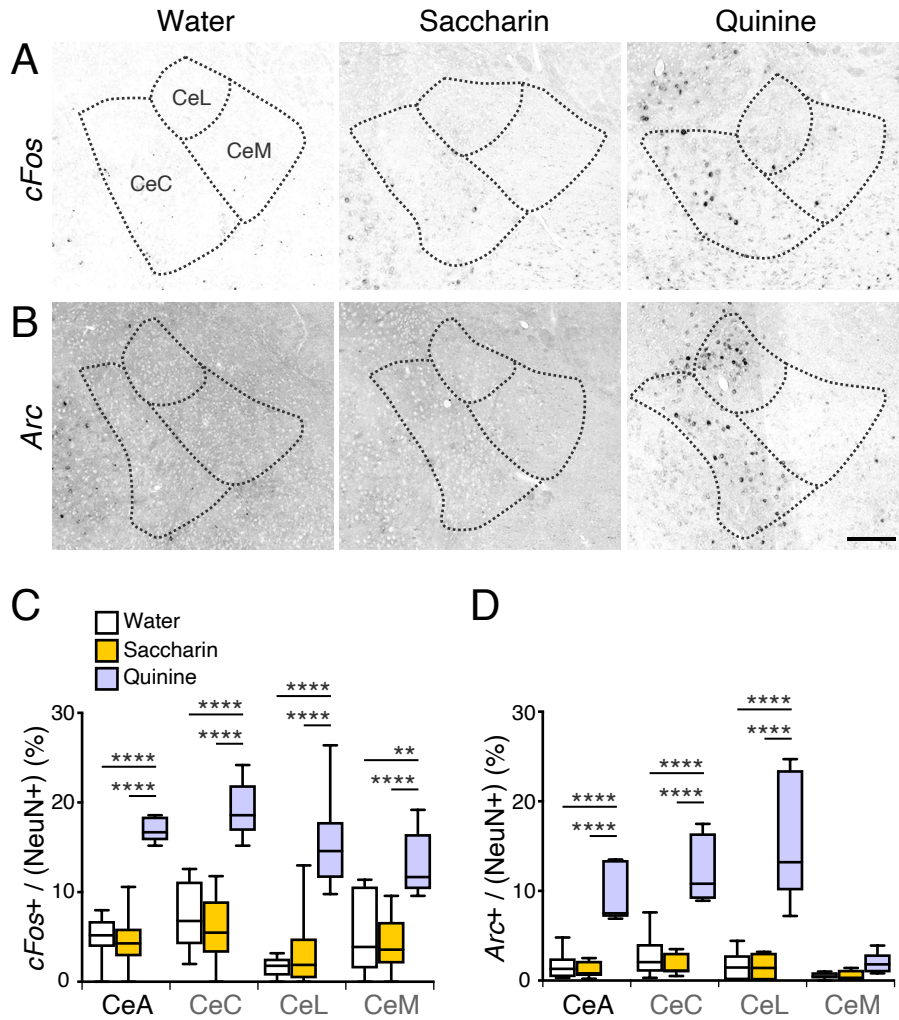 Water Saccharin Quinine
A
cFos
CeL
CeM
CeC
B
Arc
C
Water
Saccharin
Quinine
cFos+ / (NeuN+) (%)
30
20
10
0
**** **** **** **
**** **** **** ****
CeA CeC CeL CeM
D
Arc+ / (NeuN+) (%)
30
20
10
0
**** **** ****
**** **** ****
CeA CeC CeL CeM